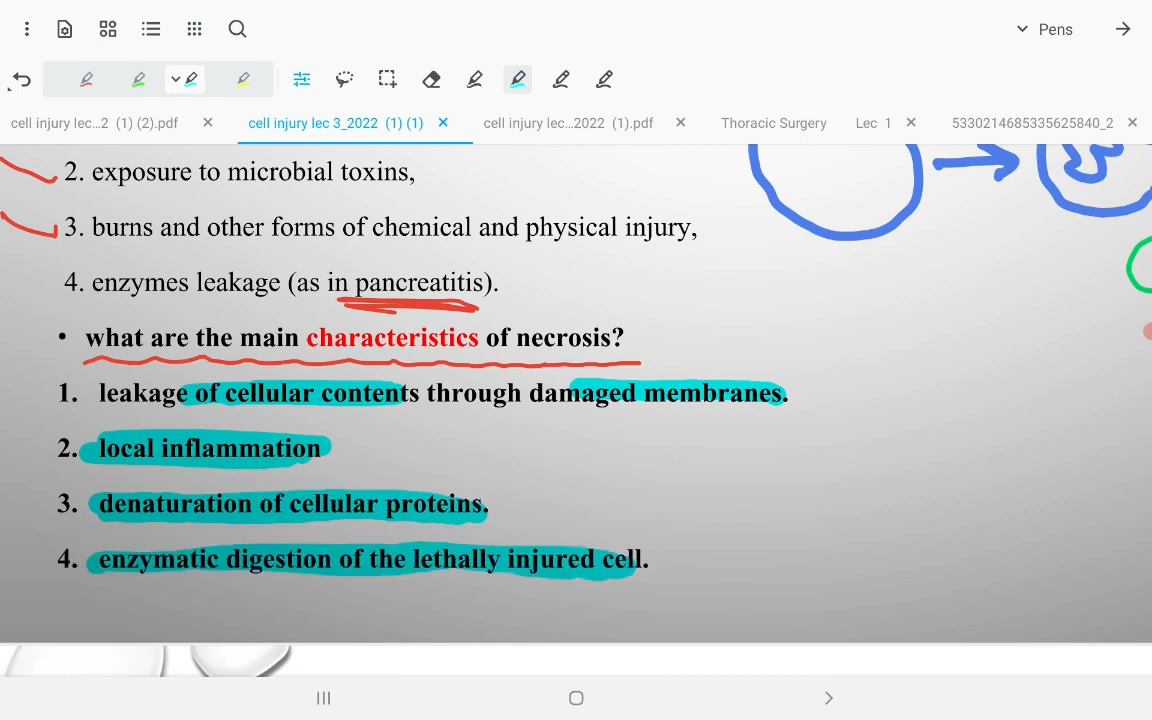 Pens
cell injury lec...2 (1) (2).pdf
cell injury lec 3_2022 (1) (1)
cell injury lec...2022 (1).pdf
Thoracic Surgery Lec 1
5330214685335625840_2
2. exposure to microbial toxins,
3. burns and other forms of chemical and physical injury,
4. enzymes leakage (as in pancreatitis).
• what are the main characteristics of necrosis?
1. leakage of cellular contents through damaged membranes.
2. local inflammation
3. denaturation of cellular proteins.
4. enzymatic digestion of the lethally injured cell.